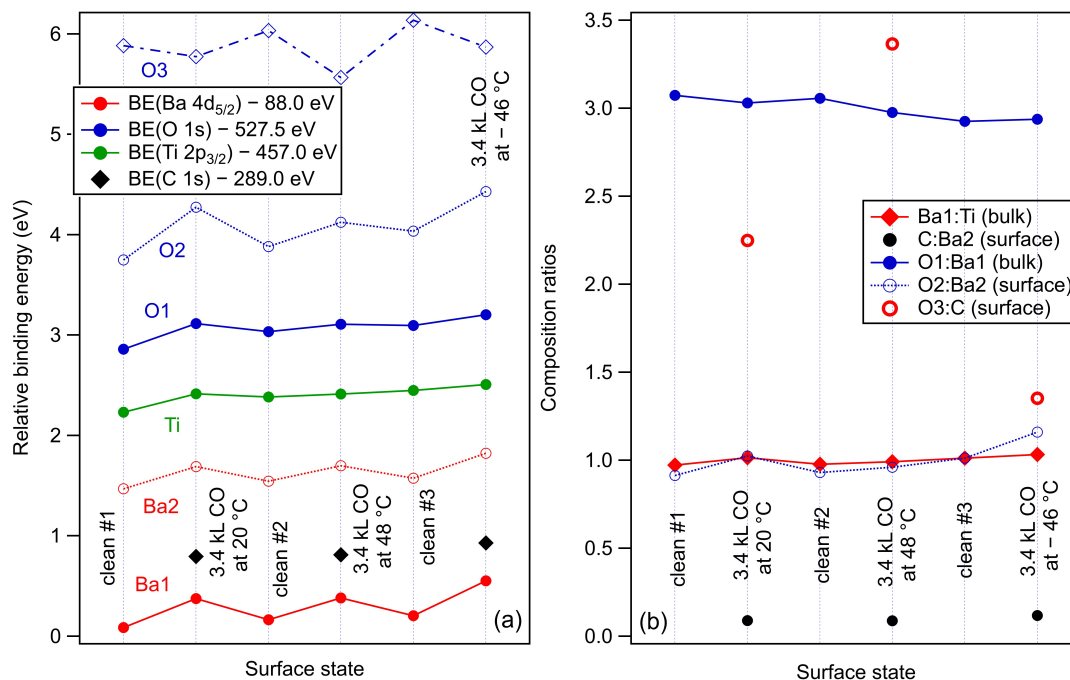 6
5
4
3
2
1
0
Relative binding energy (eV)
O3
BE(Ba 4d5/2) − 88.0 eV
BE(O 1s) − 527.5 eV
BE(Ti 2p3/2) − 457.0 eV
BE(C 1s) − 289.0 eV
O2
O1
Ti
Ba2
Ba1
clean #1
3.4 kL CO
at 20 °C
clean #2
3.4 kL CO
at 48 °C
clean #3
3.4 kL CO
at − 46 °C
(a)
Surface state
3.5
3.0
2.5
2.0
1.5
1.0
0.5
0.0
Composition ratios
Ba1:Ti (bulk)
C:Ba2 (surface)
O1:Ba1 (bulk)
O2:Ba2 (surface)
O3:C (surface)
clean #1
3.4 kL CO
at 20 °C
clean #2
3.4 kL CO
at 48 °C
clean #3
3.4 kL CO
at − 46 °C
(b)
Surface state